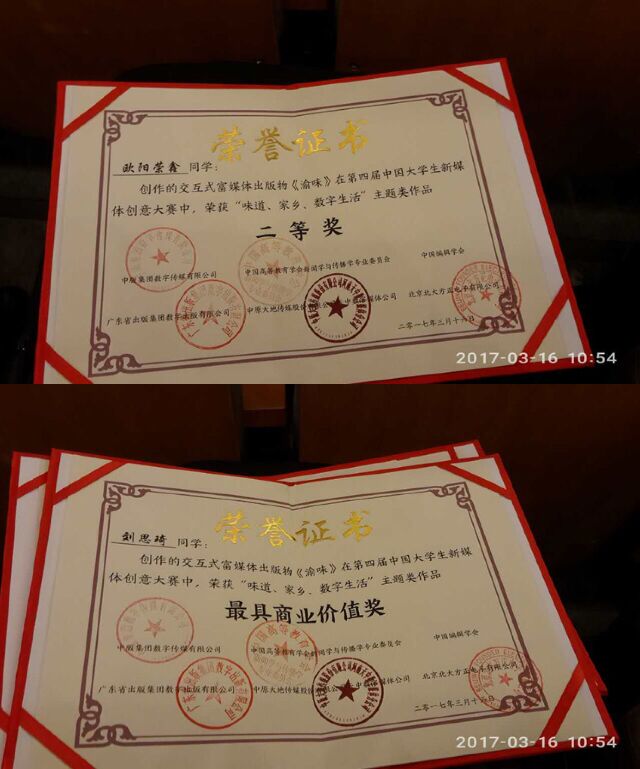 荣誉证书
欧阳荣鑫 同学：
创作的交互式富媒体出版物《渝味》在第四届中国大学生新媒
体创意大赛中，荣获“味道、家乡、数字生活”主题类作品
二等奖
中版集团数字传媒有限公司 中国高等教育学会新闻学与传播学专业委员会 中国编辑学会
广东省出版集团数字出版有限公司 中原大地传媒股份有限公司 媒体公司 北京北大方正电子有限公司
二〇一七年三月十六日
2017-03-16 10:54
荣誉证书
刘思琦 同学：
创作的交互式富媒体出版物《渝味》在第四届中国大学生新媒
体创意大赛中，荣获“味道、家乡、数字生活”主题类作品
最具商业价值奖
中版集团数字传媒有限公司 中国高等教育学会新闻学与传播学专业委员会 中国编辑学会
广东省出版集团数字出版有限公司 中原大地传媒股份有限公司 媒体公司 北京北大方正电子有限公司
二〇一七年三月十六日
2017-03-16 10:54